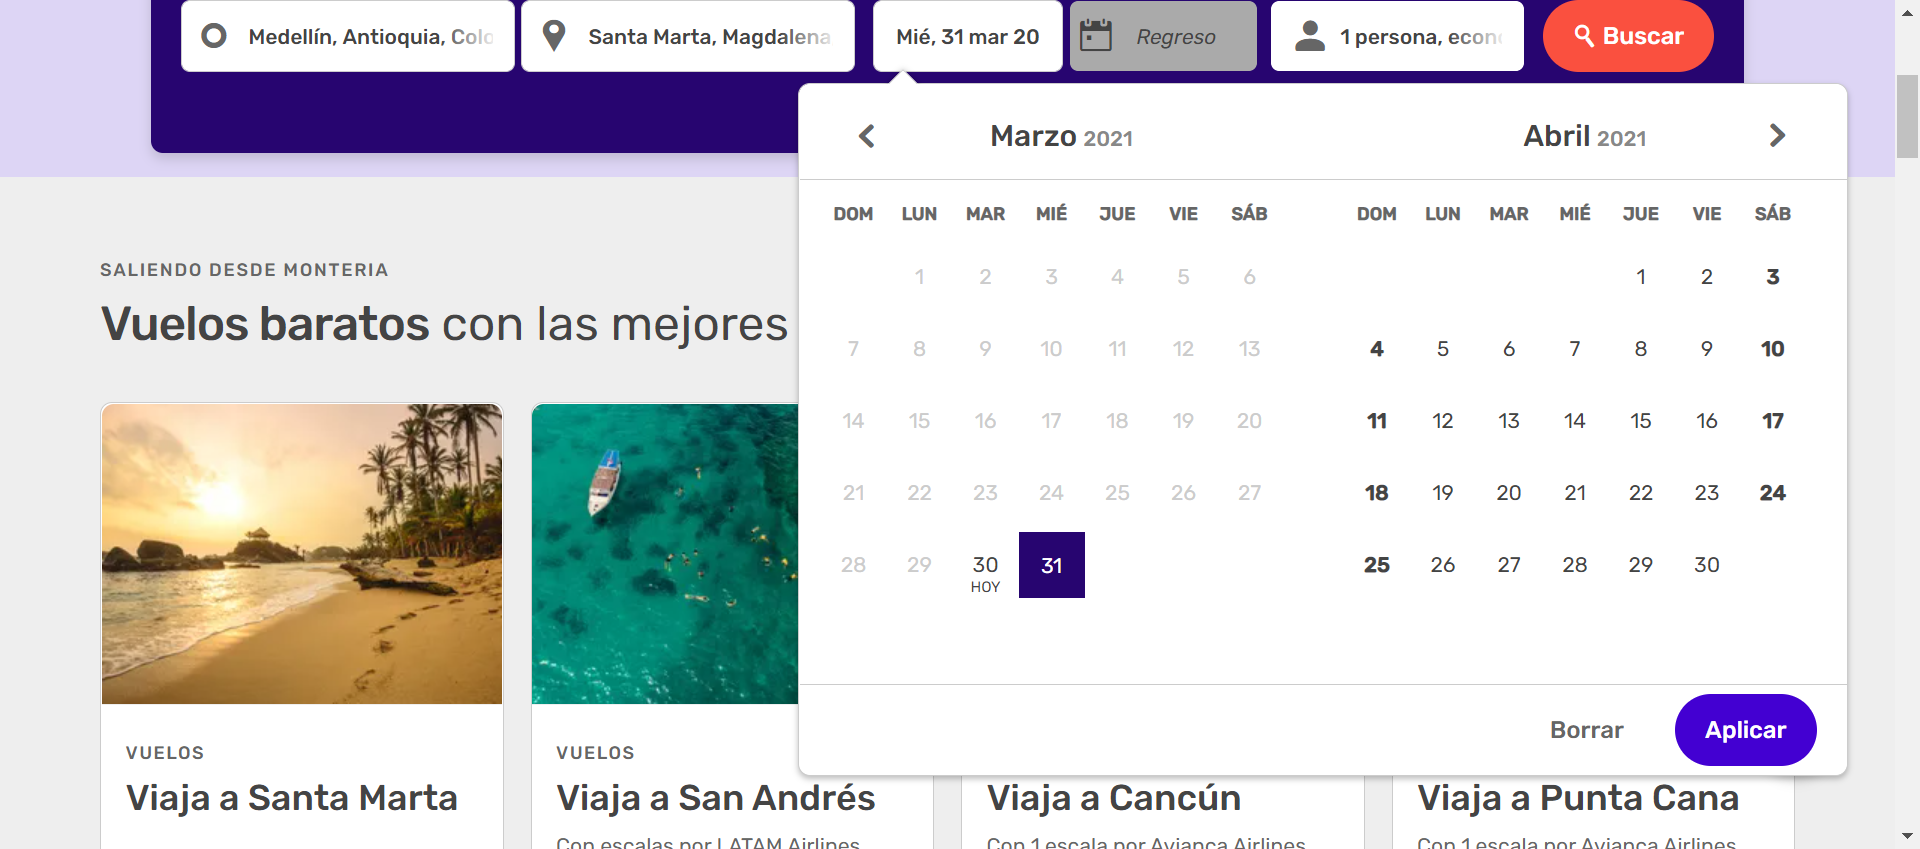 Medellín, Antioquia, Colo
Santa Marta, Magdalena
Mié, 31 mar 20
Regreso
1 persona, econ
Buscar
Marzo 2021
Abril 2021
DOM LUN MAR MIÉ JUE VIE SÁB
DOM LUN MAR MIÉ JUE VIE SÁB
1 2 3 4 5 6
1 2 3
7 8 9 10 11 12 13
4 5 6 7 8 9 10
14 15 16 17 18 19 20
11 12 13 14 15 16 17
21 22 23 24 25 26 27
18 19 20 21 22 23 24
28 29 30 31
HOY
25 26 27 28 29 30
Borrar
Aplicar
SALIENDO DESDE MONTERIA
Vuelos baratos con las mejores
VUELOS
Viaja a Santa Marta
VUELOS
Viaja a San Andrés
Con escalas por LATAM Airlines
Viaja a Cancún
Con 1 escala por Avianca Airlines
Viaja a Punta Cana
Con 1 escala por Avianca Airlines